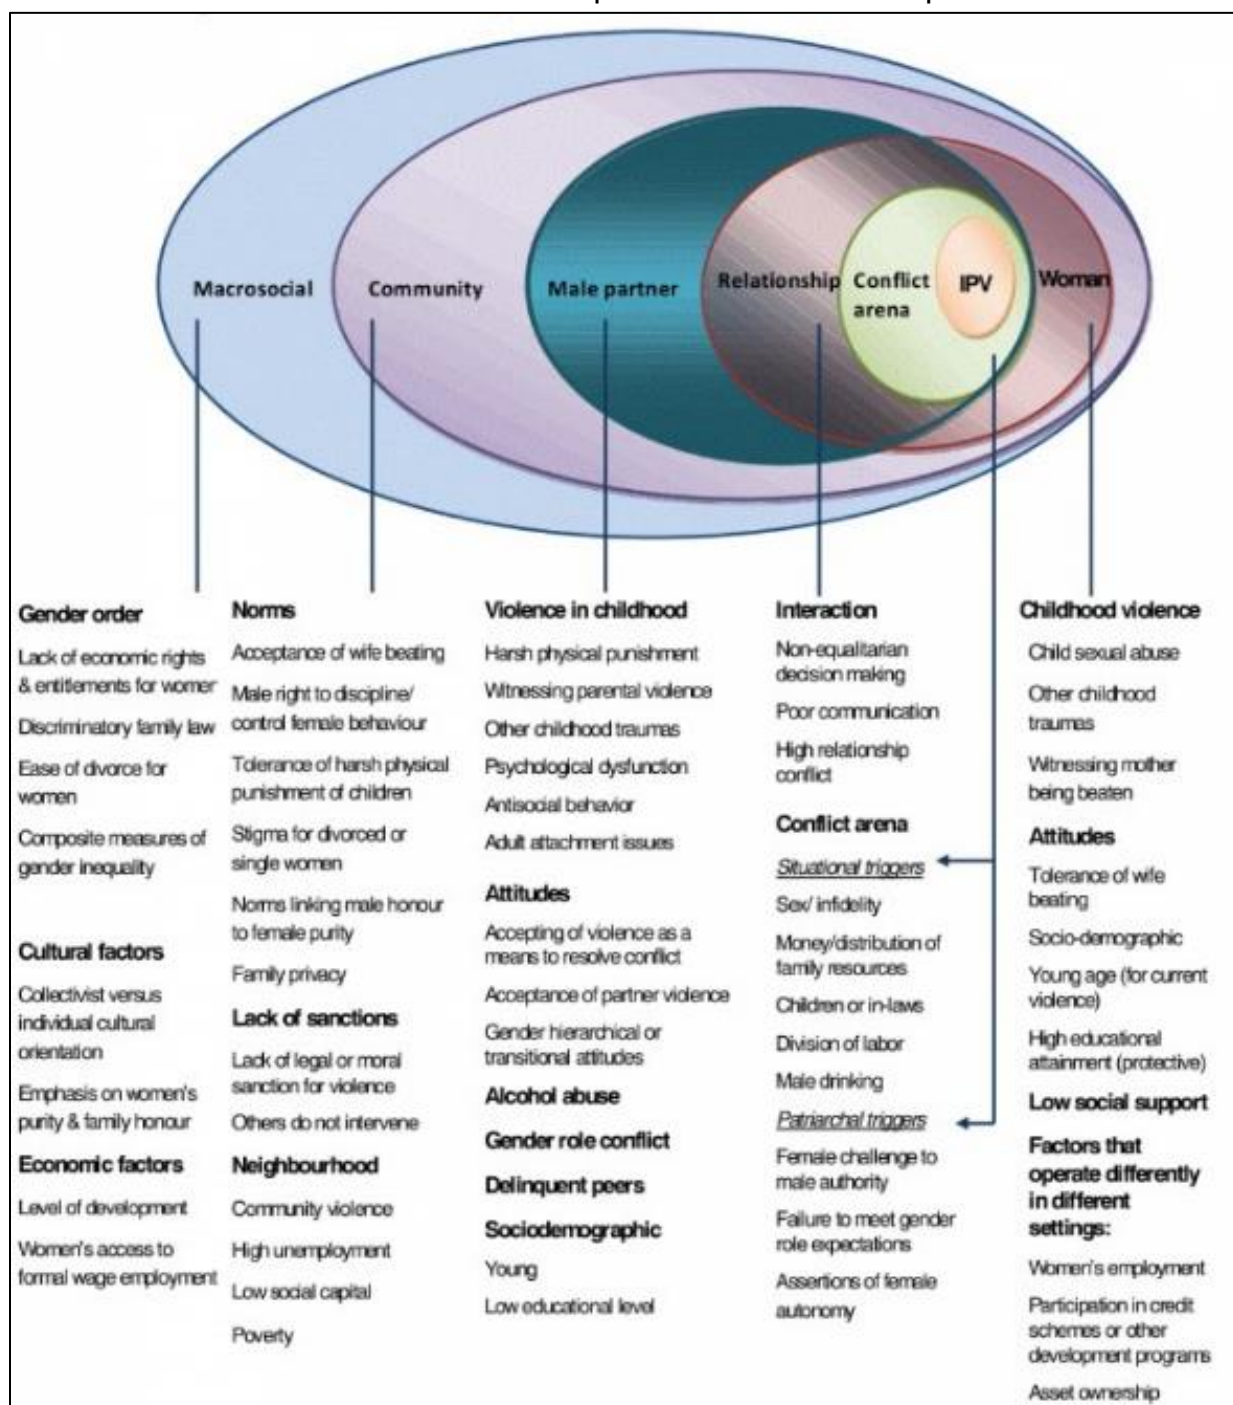 Macrosocial
Community
Male partner
Relationship
Conflict
arena
IPV
Woman
Gender order
Lack of economic rights
& entitlements for women
Discriminatory family law
Ease of divorce for
women
Composite measures of
gender inequality
Cultural factors
Collectivist versus
individual cultural
orientation
Emphasis on women's
purity & family honour
Economic factors
Level of development
Women's access to
formal wage employment
Norms
Acceptance of wife beating
Male right to discipline/
control female behaviour
Tolerance of harsh physical
punishment of children
Stigma for divorced or
single women
Norms linking male honour
to female purity
Family privacy
Lack of sanctions
Lack of legal or moral
sanction for violence
Others do not intervene
Neighbourhood
Community violence
High unemployment
Low social capital
Poverty
Violence in childhood
Harsh physical punishment
Witnessing parental violence
Other childhood traumas
Psychological dysfunction
Antisocial behavior
Adult attachment issues
Attitudes
Accepting of violence as a
means to resolve conflict
Acceptance of partner violence
Gender hierarchical or
transitional attitudes
Alcohol abuse
Gender role conflict
Delinquent peers
Sociodemographic
Young
Low educational level
Interaction
Non-equalitarian
decision making
Poor communication
High relationship
conflict
Conflict arena
Situational triggers
Sex/ infidelity
Money/distribution of
family resources
Children or in-laws
Division of labor
Male drinking
Patriarchal triggers
Female challenge to
male authority
Failure to meet gender
role expectations
Assertions of female
autonomy
Childhood violence
Child sexual abuse
Other childhood
traumas
Witnessing mother
being beaten
Attitudes
Tolerance of wife
beating
Socio-demographic
Young age (for current
violence)
High educational
attainment (protective)
Low social support
Factors that
operate differently
in different
settings:
Women's employment
Participation in credit
schemes or other
development programs
Asset ownership